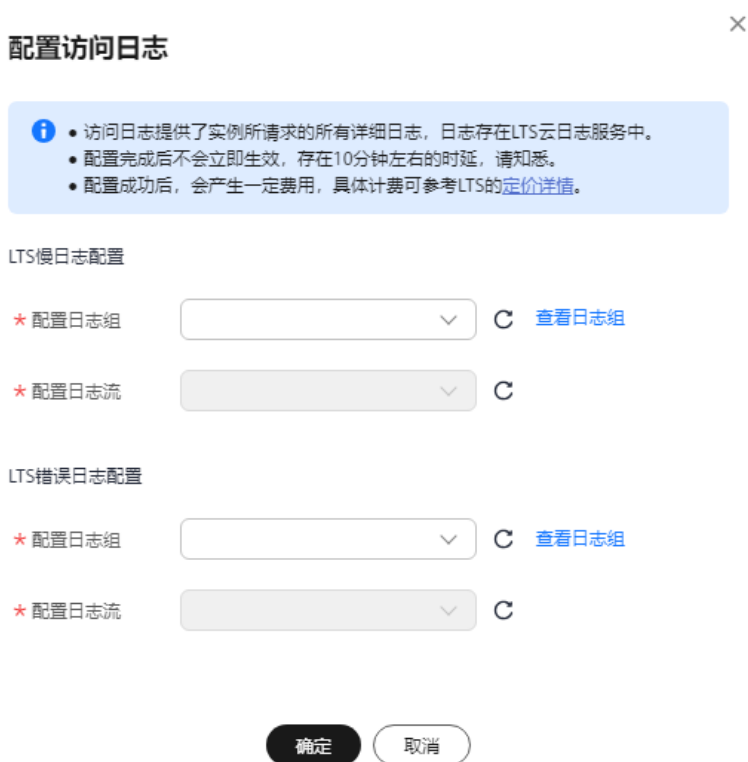 配置访问日志
• 访问日志提供了实例所请求的所有详细日志，日志存在LTS云日志服务中。
• 配置完成后不会立即生效，存在10分钟左右的时延，请知悉。
• 配置成功后，会产生一定费用，具体计费可参考LTS的定价详情。
LTS慢日志配置
* 配置日志组 查看日志组
* 配置日志流
LTS错误日志配置
* 配置日志组 查看日志组
* 配置日志流
确定 取消